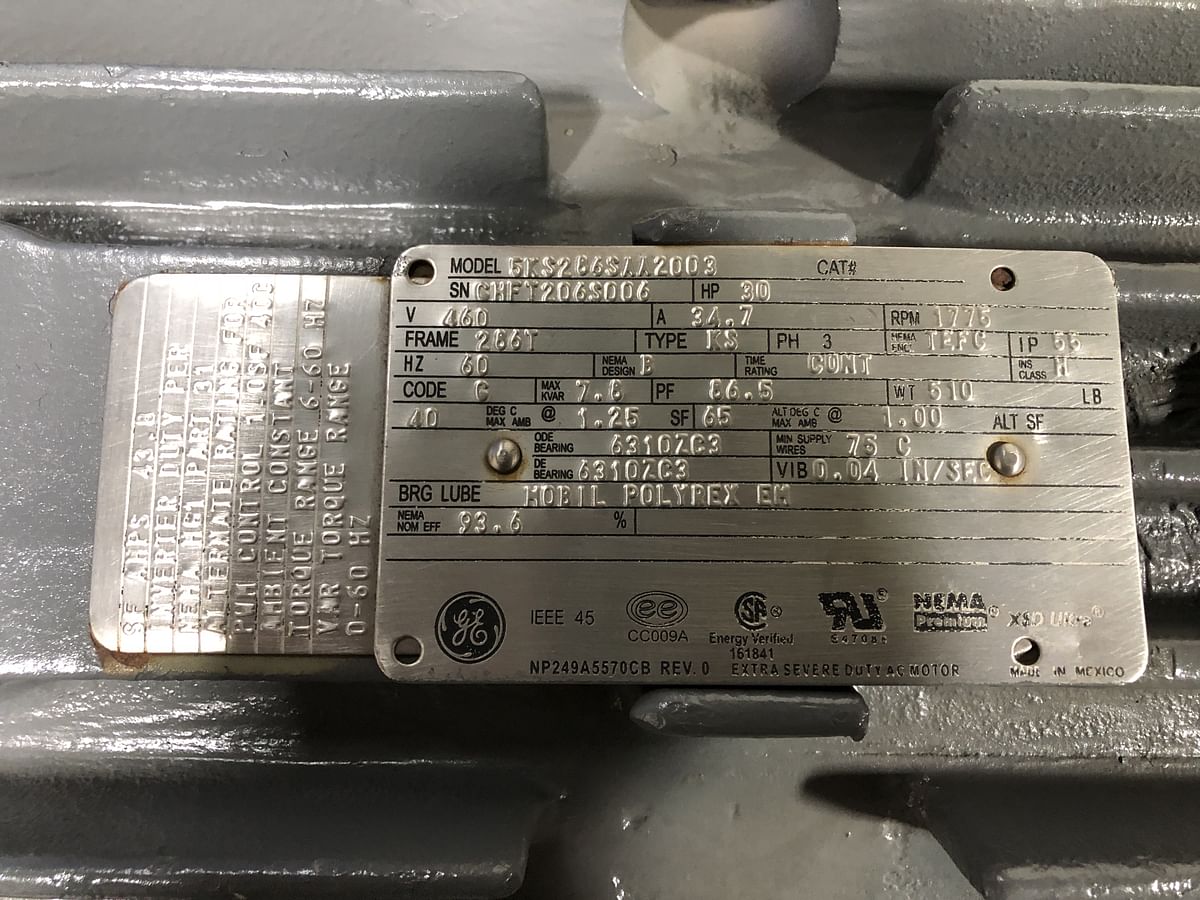 MODEL 5KS286SAA2003 CAT#
SN CHFT206S006 HP 30
V 460 A 34.7 RPM 1775
FRAME 286T TYPE KS PH 3 NEMA ENCL TEFC IP 55
HZ 60 NEMA DESIGN B TIME RATING CONT INS CLASS H
CODE G MAX KVAR 7.8 PF 86.5 WT 510 LB
40 DEG C MAX AMB @ 1.25 SF 65 ALT DEG C MAX AMB @ 1.00 ALT SF
ODE BEARING 6310ZC3 MIN SUPPLY WIRES 75 C
DE BEARING 6310ZC3 VIB 0.04 IN/SEC
BRG LUBE MOBIL POLYREX EM
NEMA NOM EFF 93.6 %
GE IEEE 45 ee CC009A SA Energy Verified 161841 NEMA Premium® XSD Ultra®
NP249A5570CB REV. 0 EXTRA SEVERE DUTY AC MOTOR MADE IN MEXICO
SF AMPS 43.8
INVERTER DUTY PER
NEMA MG1 PART 31
ALTERNATE RATING FOR
PWM CONTROL 1.0SF 40C
AMBIENT CONSTANT
TORQUE RANGE 6-60 HZ
VAR TORQUE RANGE
0-60 HZ